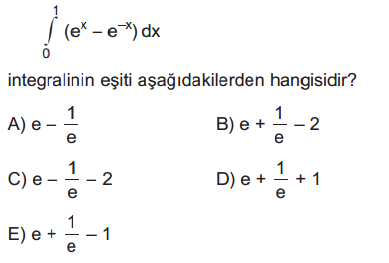 ∫₀¹ (eˣ – e⁻ˣ) dx
integralinin eşiti aşağıdakilerden hangisidir?
A) e – 1/e
B) e + 1/e – 2
C) e – 1/e – 2
D) e + 1/e + 1
E) e + 1/e – 1